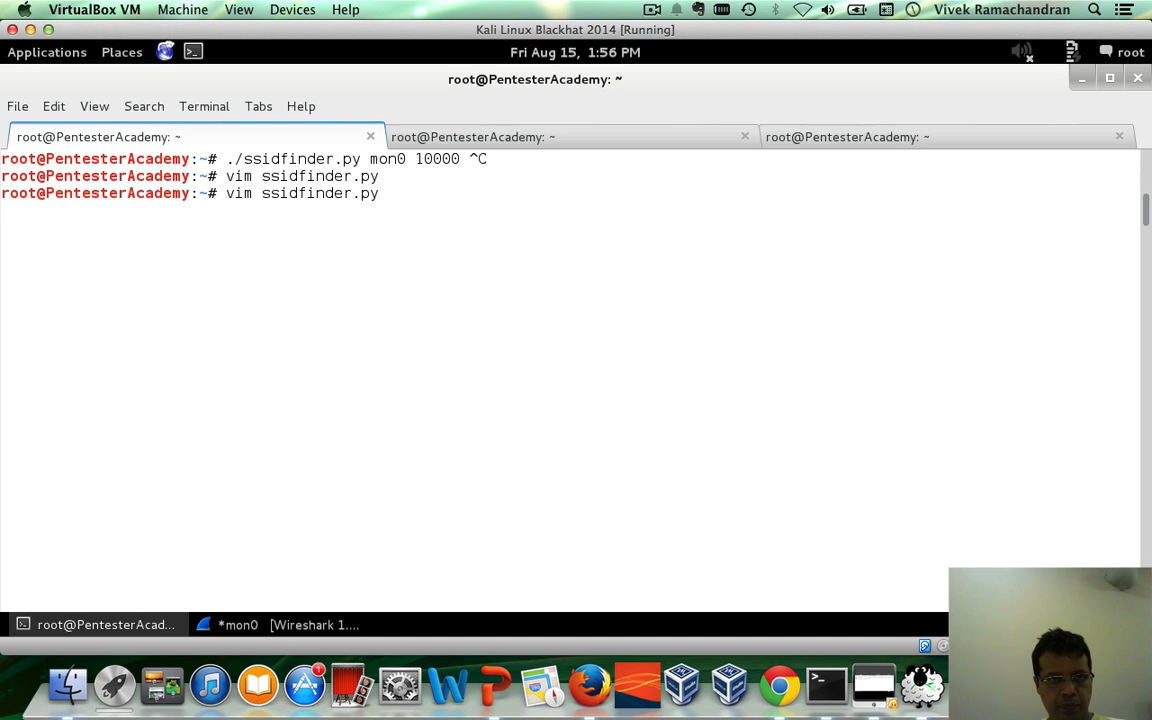 VirtualBox VM Machine View Devices Help Vivek Ramachandran
Kali Linux Blackhat 2014 [Running]
Applications Places Fri Aug 15, 1:56 PM root
root@PentesterAcademy: ~
File Edit View Search Terminal Tabs Help
root@PentesterAcademy: ~ root@PentesterAcademy: ~ root@PentesterAcademy: ~
root@PentesterAcademy:~# ./ssidfinder.py mon0 10000 ^C
root@PentesterAcademy:~# vim ssidfinder.py
root@PentesterAcademy:~# vim ssidfinder.py
root@PentesterAcad... *mon0 [Wireshark 1....
1